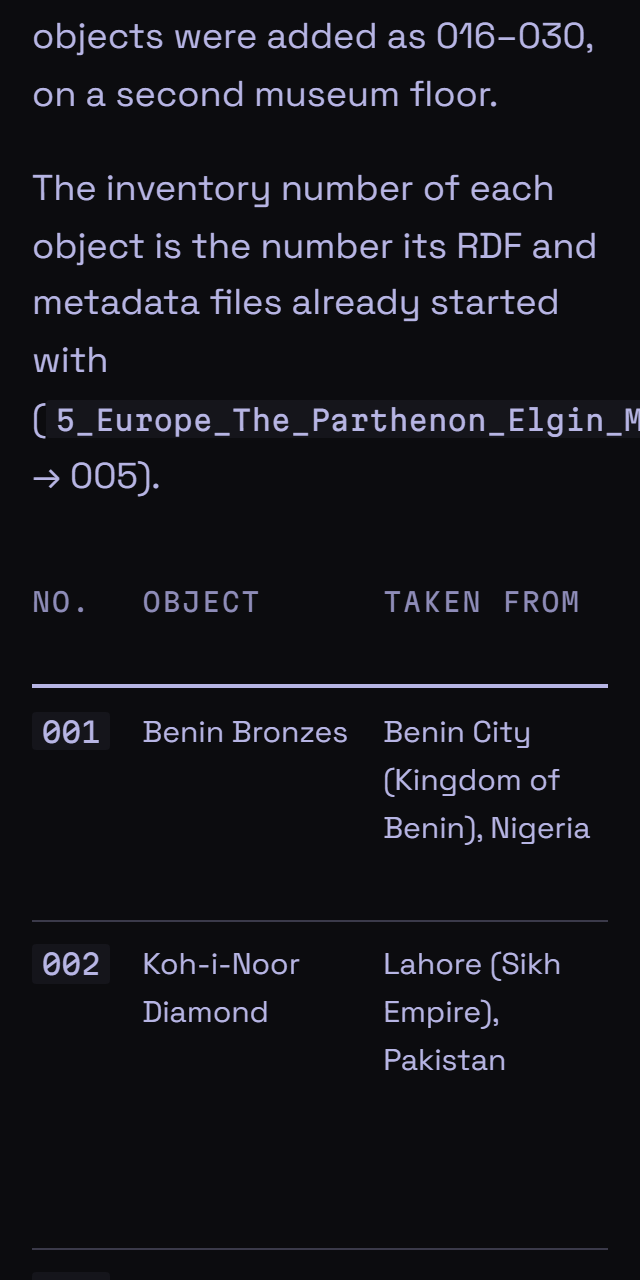 objects were added as 016–030,
on a second museum floor.
The inventory number of each
object is the number its RDF and
metadata files already started
with
(5_Europe_The_Parthenon_Elgin_M
→ 005).
NO. OBJECT TAKEN FROM
001 Benin Bronzes Benin City
(Kingdom of
Benin), Nigeria
002 Koh-i-Noor Lahore (Sikh
Diamond Empire),
Pakistan